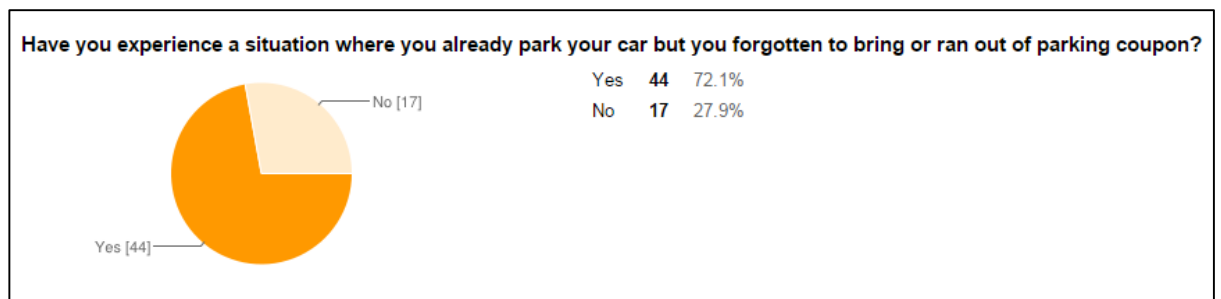 Have you experience a situation where you already park your car but you forgotten to bring or ran out of parking coupon?
Yes 44 72.1%
No [17]
No 17 27.9%
Yes [44]